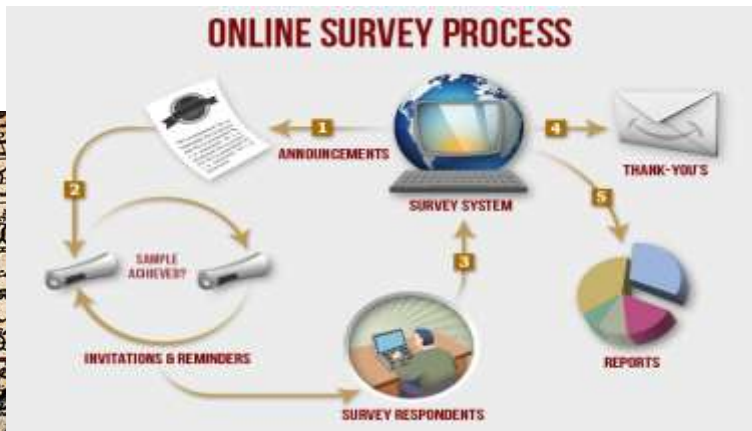 ONLINE SURVEY PROCESS
1
ANNOUNCEMENTS
2
SAMPLE
ACHIEVED?
INVITATIONS & REMINDERS
3
SURVEY RESPONDENTS
SURVEY SYSTEM
4
THANK-YOU'S
5
REPORTS